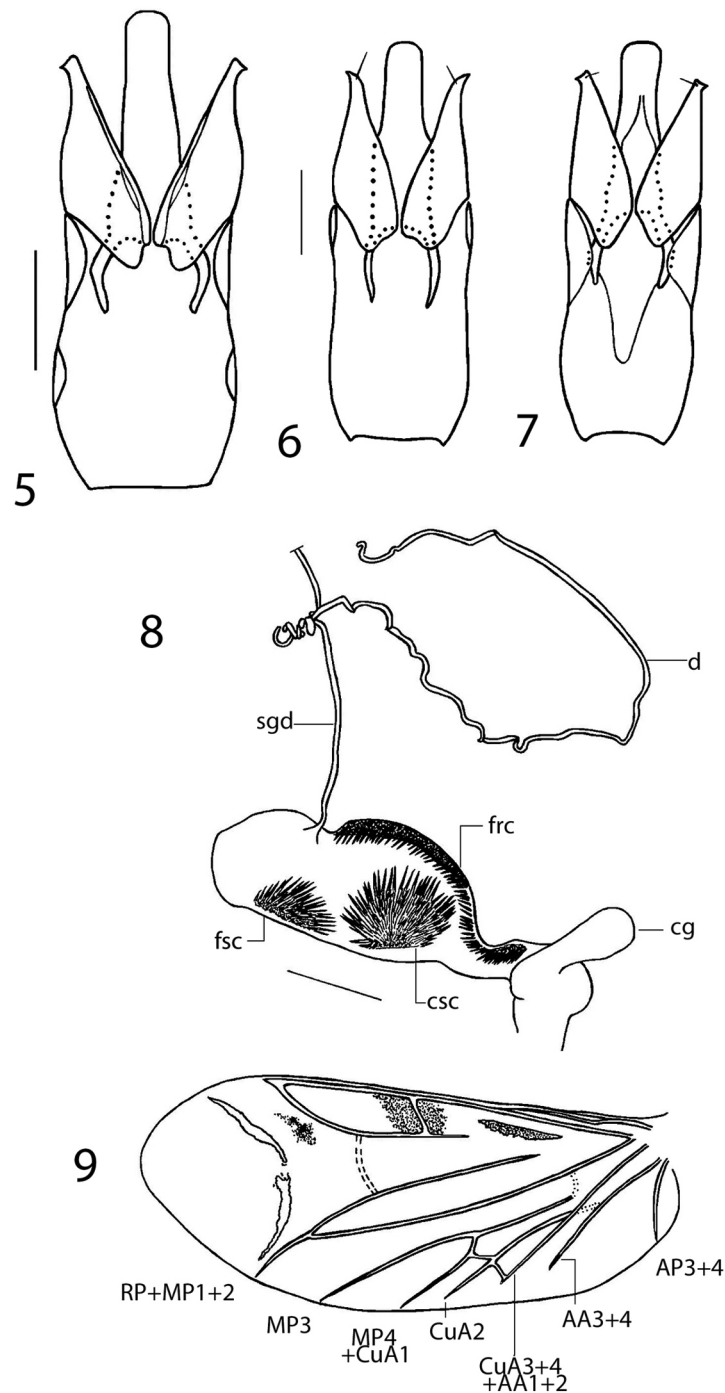 5
6
7
8
d
sgd
frc
cg
fsc
csc
9
RP+MP1+2
MP3
MP4
+CuA1
CuA2
CuA3+4
+AA1+2
AA3+4
AP3+4